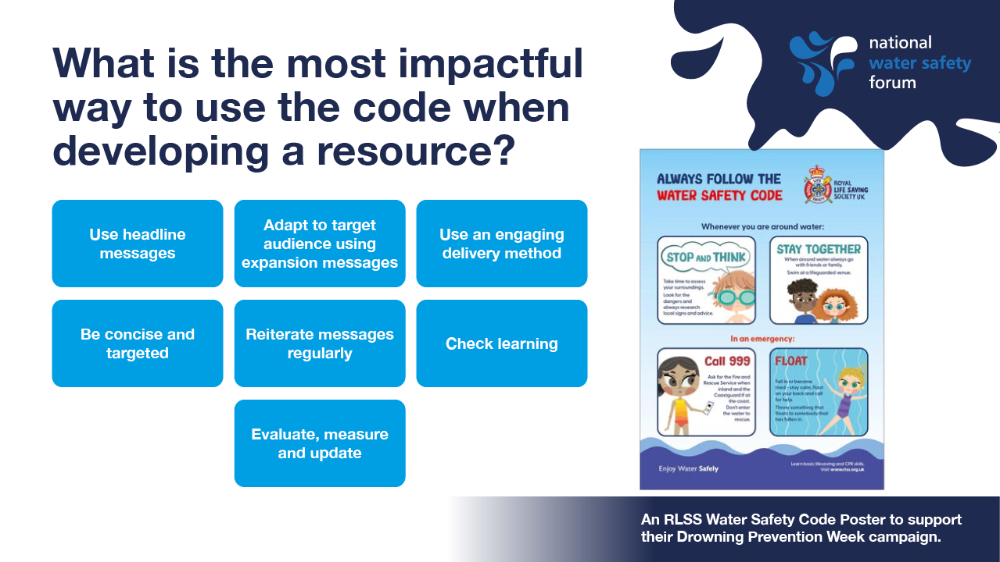 What is the most impactful
way to use the code when
developing a resource?
national
water safety
forum
Use headline
messages
Adapt to target
audience using
expansion messages
Use an engaging
delivery method
Be concise and
targeted
Reiterate messages
regularly
Check learning
Evaluate, measure
and update
ALWAYS FOLLOW THE
WATER SAFETY CODE
ROYAL
LIFE SAVING
SOCIETY UK
Whenever you are around water:
STOP AND THINK
Take time to assess
your surroundings.
Look for the
dangers and
always research
local signs and advice.
STAY TOGETHER
When around water always go
with friends or family.
Swim at a lifeguarded venue.
In an emergency:
Call 999
Ask for the Fire and
Rescue Service when
inland and the
Coastguard if at
the coast.
Don't enter
the water to
rescue.
FLOAT
Fall in or become
tired - stay calm, float
on your back and call
for help.
Throw something that
floats to somebody that
has fallen in.
Enjoy Water Safely
Learn basic lifesaving and CPR skills.
Visit www.rlss.org.uk
An RLSS Water Safety Code Poster to support
their Drowning Prevention Week campaign.